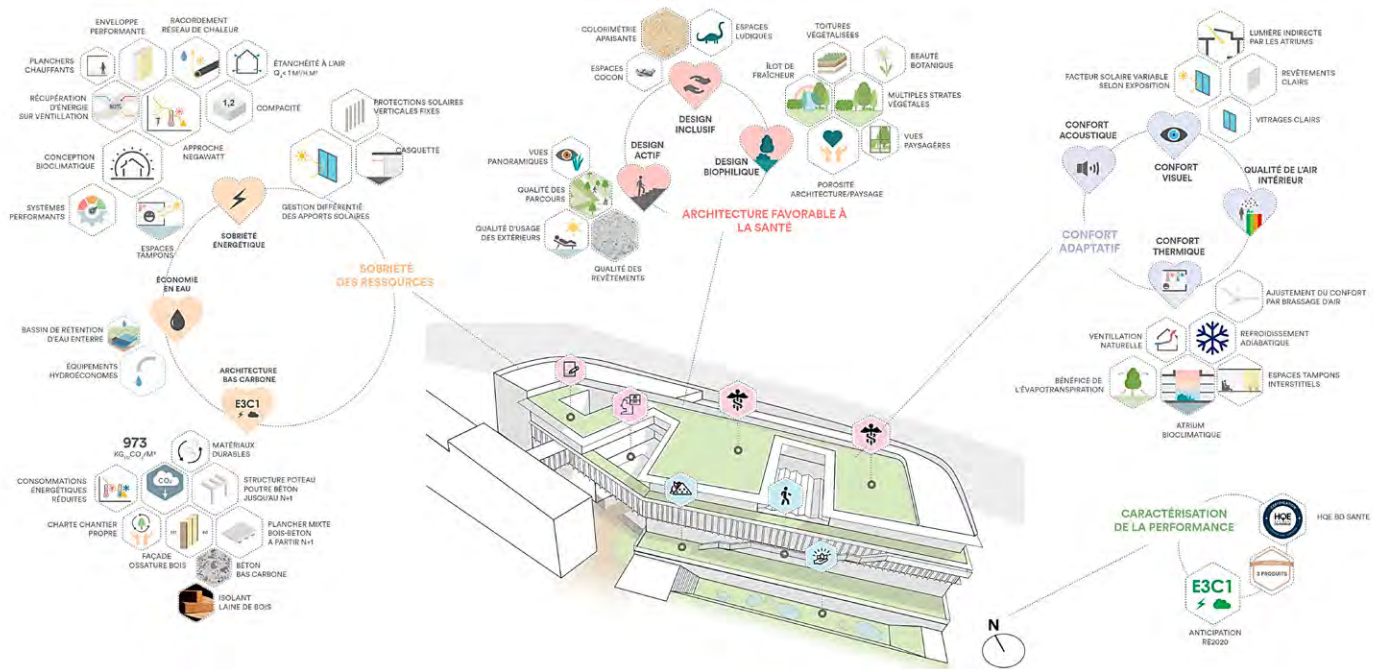 ENVELOPPE
PERFORMANTE
RACORDEMENT
RÉSEAU DE CHALEUR
PLANCHERS
CHAUFFANTS
ÉTANCHÉITÉ À L'AIR
RÉCUPÉRATION
D'ÉNERGIE
SUR VENTILATION
80%
1,2
COMPACITÉ
APPROCHE
NEGAWATT
CONCEPTION
BIOCLIMATIQUE
PROTECTIONS SOLAIRES
VERTICALES FIXES
CASQUETTE
SYSTÈMES
PERFORMANTS
ESPACES
TAMPONS
SOBRIÉTÉ
ÉNERGÉTIQUE
GESTION DIFFÉRENTIÉ
DES APPORTS SOLAIRES
SOBRIÉTÉ
DES RESSOURCES
ÉCONOMIE
EN EAU
BASSIN DE RÉTENTION
D'EAU ENTERRÉ
ÉQUIPEMENTS
HYDROÉCONOMES
ARCHITECTURE
BAS CARBONE
E3C1
973
MATÉRIAUX
DURABLES
CO₂
CONSOMMATIONS
ÉNERGÉTIQUES
RÉDUITES
STRUCTURE POTEAU
POUTRE BÉTON
JUSQU'AU N+1
CHARTE CHANTIER
PROPRE
FAÇADE
OSSATURE BOIS
PLANCHER MIXTE
BOIS-BÉTON
A PARTIR N+1
BÉTON
BAS CARBONE
ISOLANT
LAINE DE BOIS
COLORIMÉTRIE
APAISANTE
ESPACES
LUDIQUES
ESPACES
COCON
DESIGN
INCLUSIF
TOITURES
VÉGÉTALISÉES
ÎLOT DE
FRAÎCHEUR
BEAUTÉ
BOTANIQUE
MULTIPLES STRATES
VÉGÉTALES
VUES
PAYSAGÈRES
POROSITÉ
ARCHITECTURE/PAYSAGE
DESIGN
BIOPHILIQUE
DESIGN
ACTIF
VUES
PANORAMIQUES
QUALITÉ DES
PARCOURS
QUALITÉ D'USAGE
DES EXTÉRIEURS
QUALITÉ DES
REVÊTEMENTS
ARCHITECTURE FAVORABLE À
LA SANTÉ
LUMIÈRE INDIRECTE
PAR LES ATRIUMS
FACTEUR SOLAIRE VARIABLE
SELON EXPOSITION
REVÊTEMENTS
CLAIRS
VITRAGES CLAIRS
CONFORT
ACOUSTIQUE
CONFORT
VISUEL
QUALITÉ DE L'AIR
INTÉRIEUR
CONFORT
ADAPTATIF
CONFORT
THERMIQUE
AJUSTEMENT DU CONFORT
PAR BRASSAGE D'AIR
VENTILLATION
NATURELLE
REFROIDISSEMENT
ADIABATIQUE
BÉNÉFICE DE
L'ÉVAPOTRANSPIRATION
ATRIUM
BIOCLIMATIQUE
ESPACES TAMPONS
INTERSTITIELS
CARACTÉRISATION
DE LA PERFORMANCE
HQE
HQE BD SANTE
3 PRODUITS
E3C1
ANTICIPATION
RE2020
N